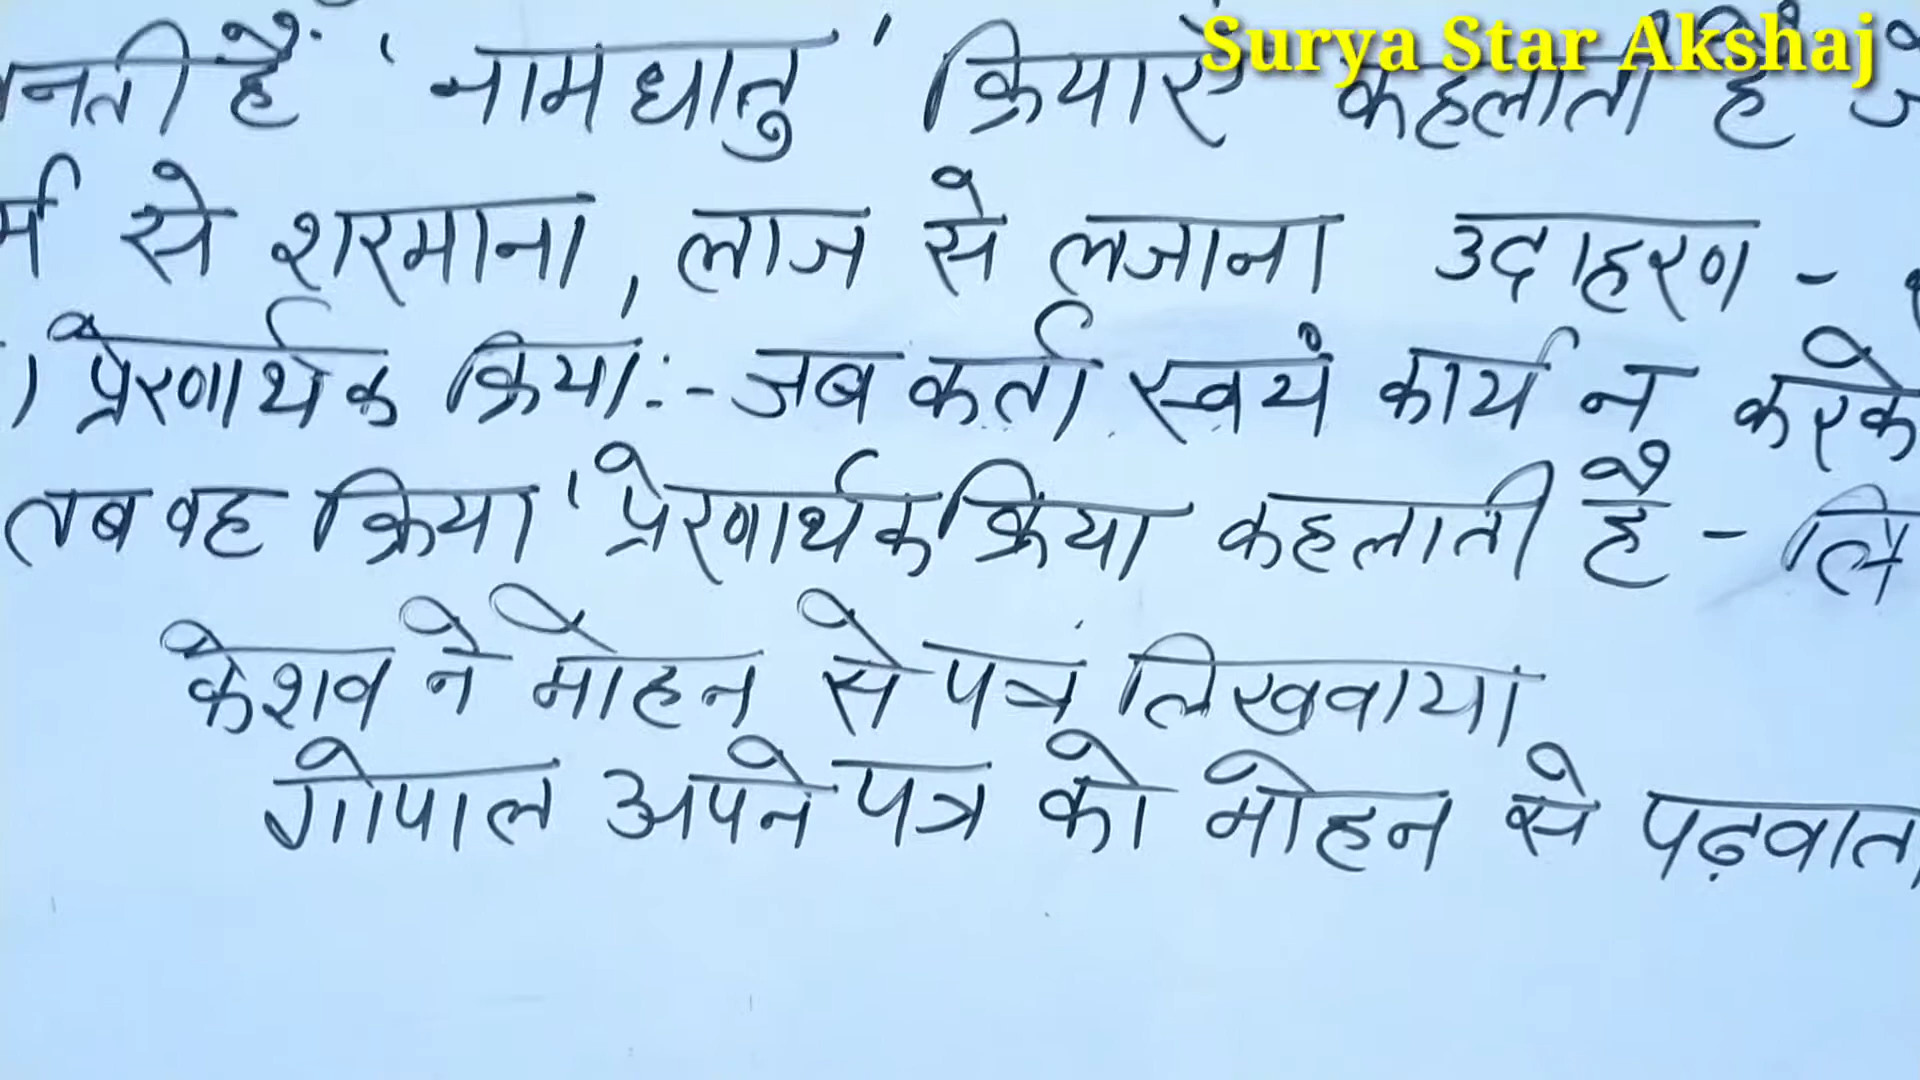 Surya Star Akshaj
नती हैं 'नामधातु' क्रियाएँ कहलाती हैं
र्म से शरमाना, लाज से लजाना उदाहरण -
) प्रेरणार्थक क्रिया:- जब कर्ता स्वयं कार्य न करके
तब वह क्रिया 'प्रेरणार्थक क्रिया कहलाती है - लि
केशव ने मोहन से पत्र लिखवाया
गोपाल अपने पत्र को मोहन से पढ़वात